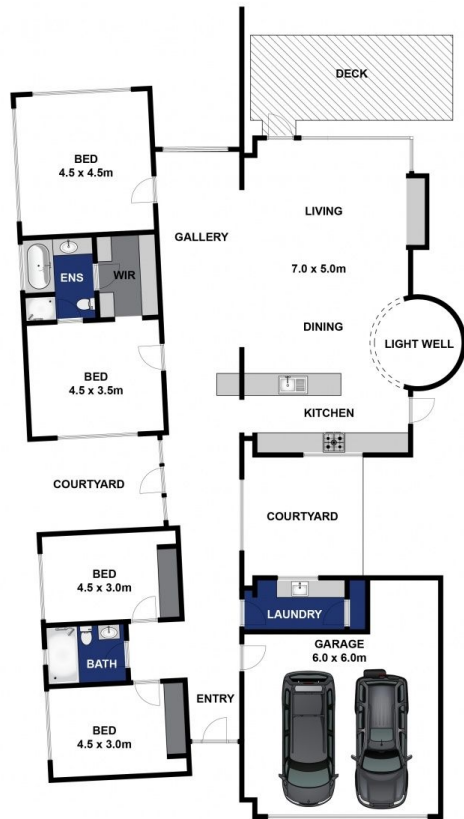 DECK
BED
4.5 x 4.5m
LIVING
GALLERY
ENS
WIR
7.0 x 5.0m
DINING
LIGHT WELL
BED
4.5 x 3.5m
KITCHEN
COURTYARD
COURTYARD
BED
4.5 x 3.0m
LAUNDRY
GARAGE
6.0 x 6.0m
BATH
ENTRY
BED
4.5 x 3.0m